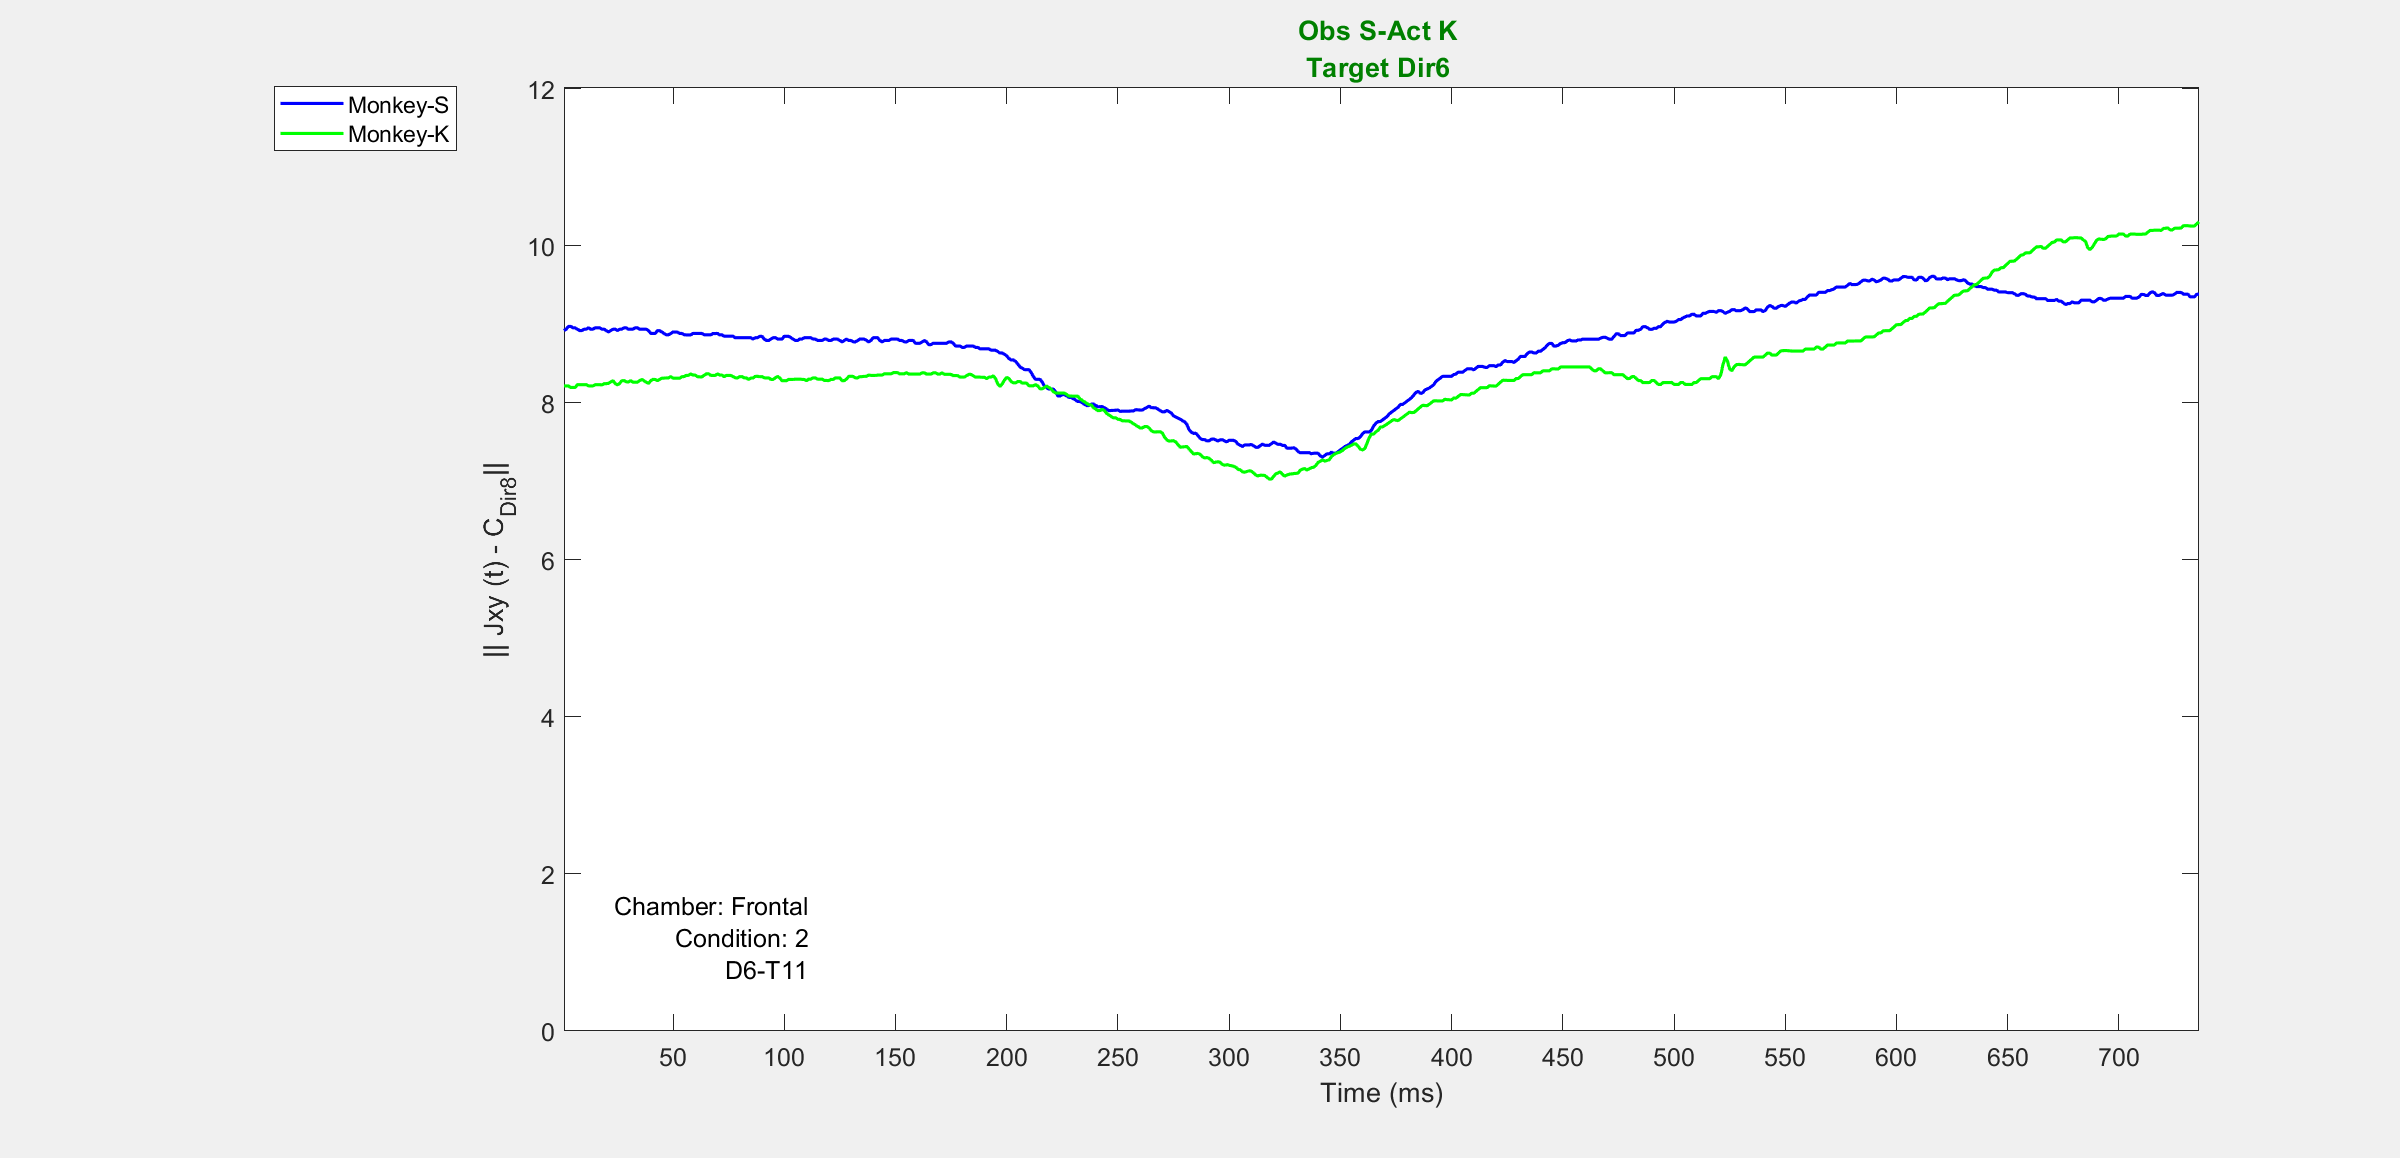 Obs S-Act K
Target Dir6
Monkey-S
Monkey-K
12
10
8
6
4
2
0
|| Jxy (t) - C_Dir8||
Chamber: Frontal
Condition: 2
D6-T11
50 100 150 200 250 300 350 400 450 500 550 600 650 700
Time (ms)